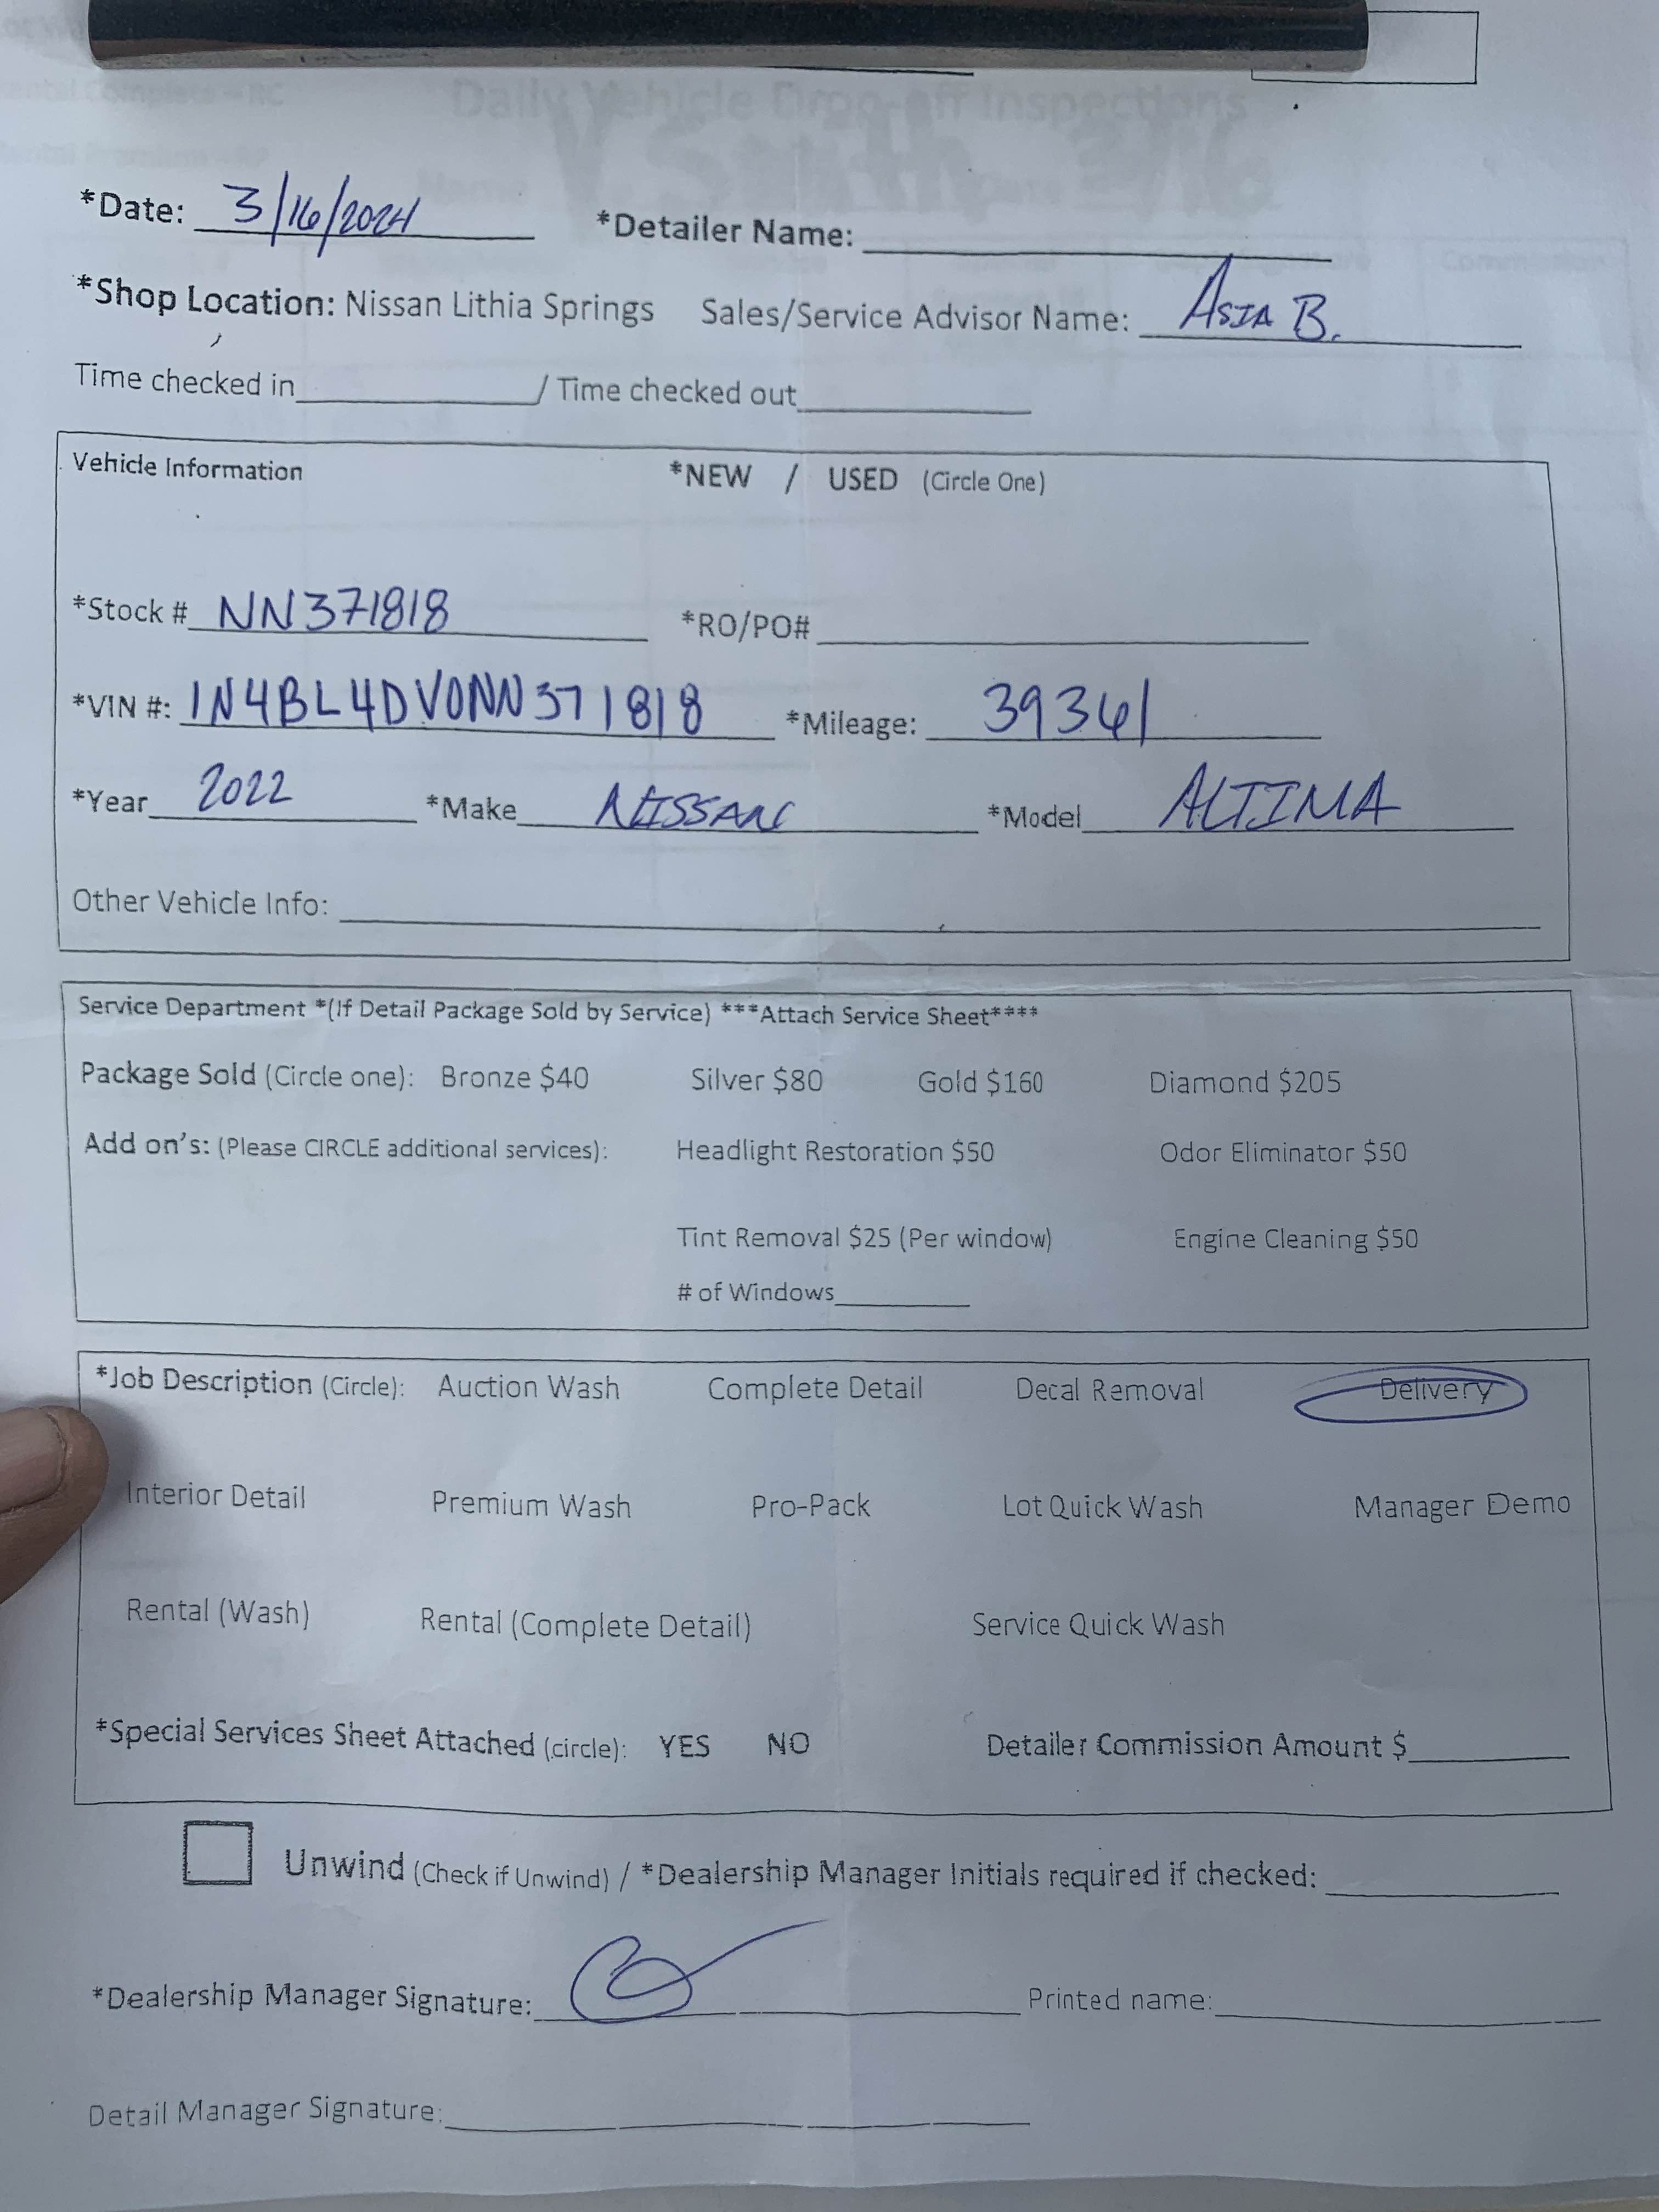 Daily Vehicle Drop-off Inspections
*Date: 3/16/2024 *Detailer Name:
*Shop Location: Nissan Lithia Springs Sales/Service Advisor Name: ASIA B.
Time checked in / Time checked out
Vehicle Information *NEW / USED (Circle One)
*Stock # NN371818 *RO/PO#
*VIN #: 1N4BL4DV0NN371818 *Mileage: 39361
*Year 2022 *Make NISSAN *Model ALTIMA
Other Vehicle Info:
Service Department *(If Detail Package Sold by Service) ***Attach Service Sheet****
Package Sold (Circle one): Bronze $40 Silver $80 Gold $160 Diamond $205
Add on's: (Please CIRCLE additional services): Headlight Restoration $50 Odor Eliminator $50
Tint Removal $25 (Per window) Engine Cleaning $50
# of Windows
*Job Description (Circle): Auction Wash Complete Detail Decal Removal Delivery
Interior Detail Premium Wash Pro-Pack Lot Quick Wash Manager Demo
Rental (Wash) Rental (Complete Detail) Service Quick Wash
*Special Services Sheet Attached (circle): YES NO Detailer Commission Amount $
Unwind (Check if Unwind) / *Dealership Manager Initials required if checked:
*Dealership Manager Signature: Printed name:
Detail Manager Signature: